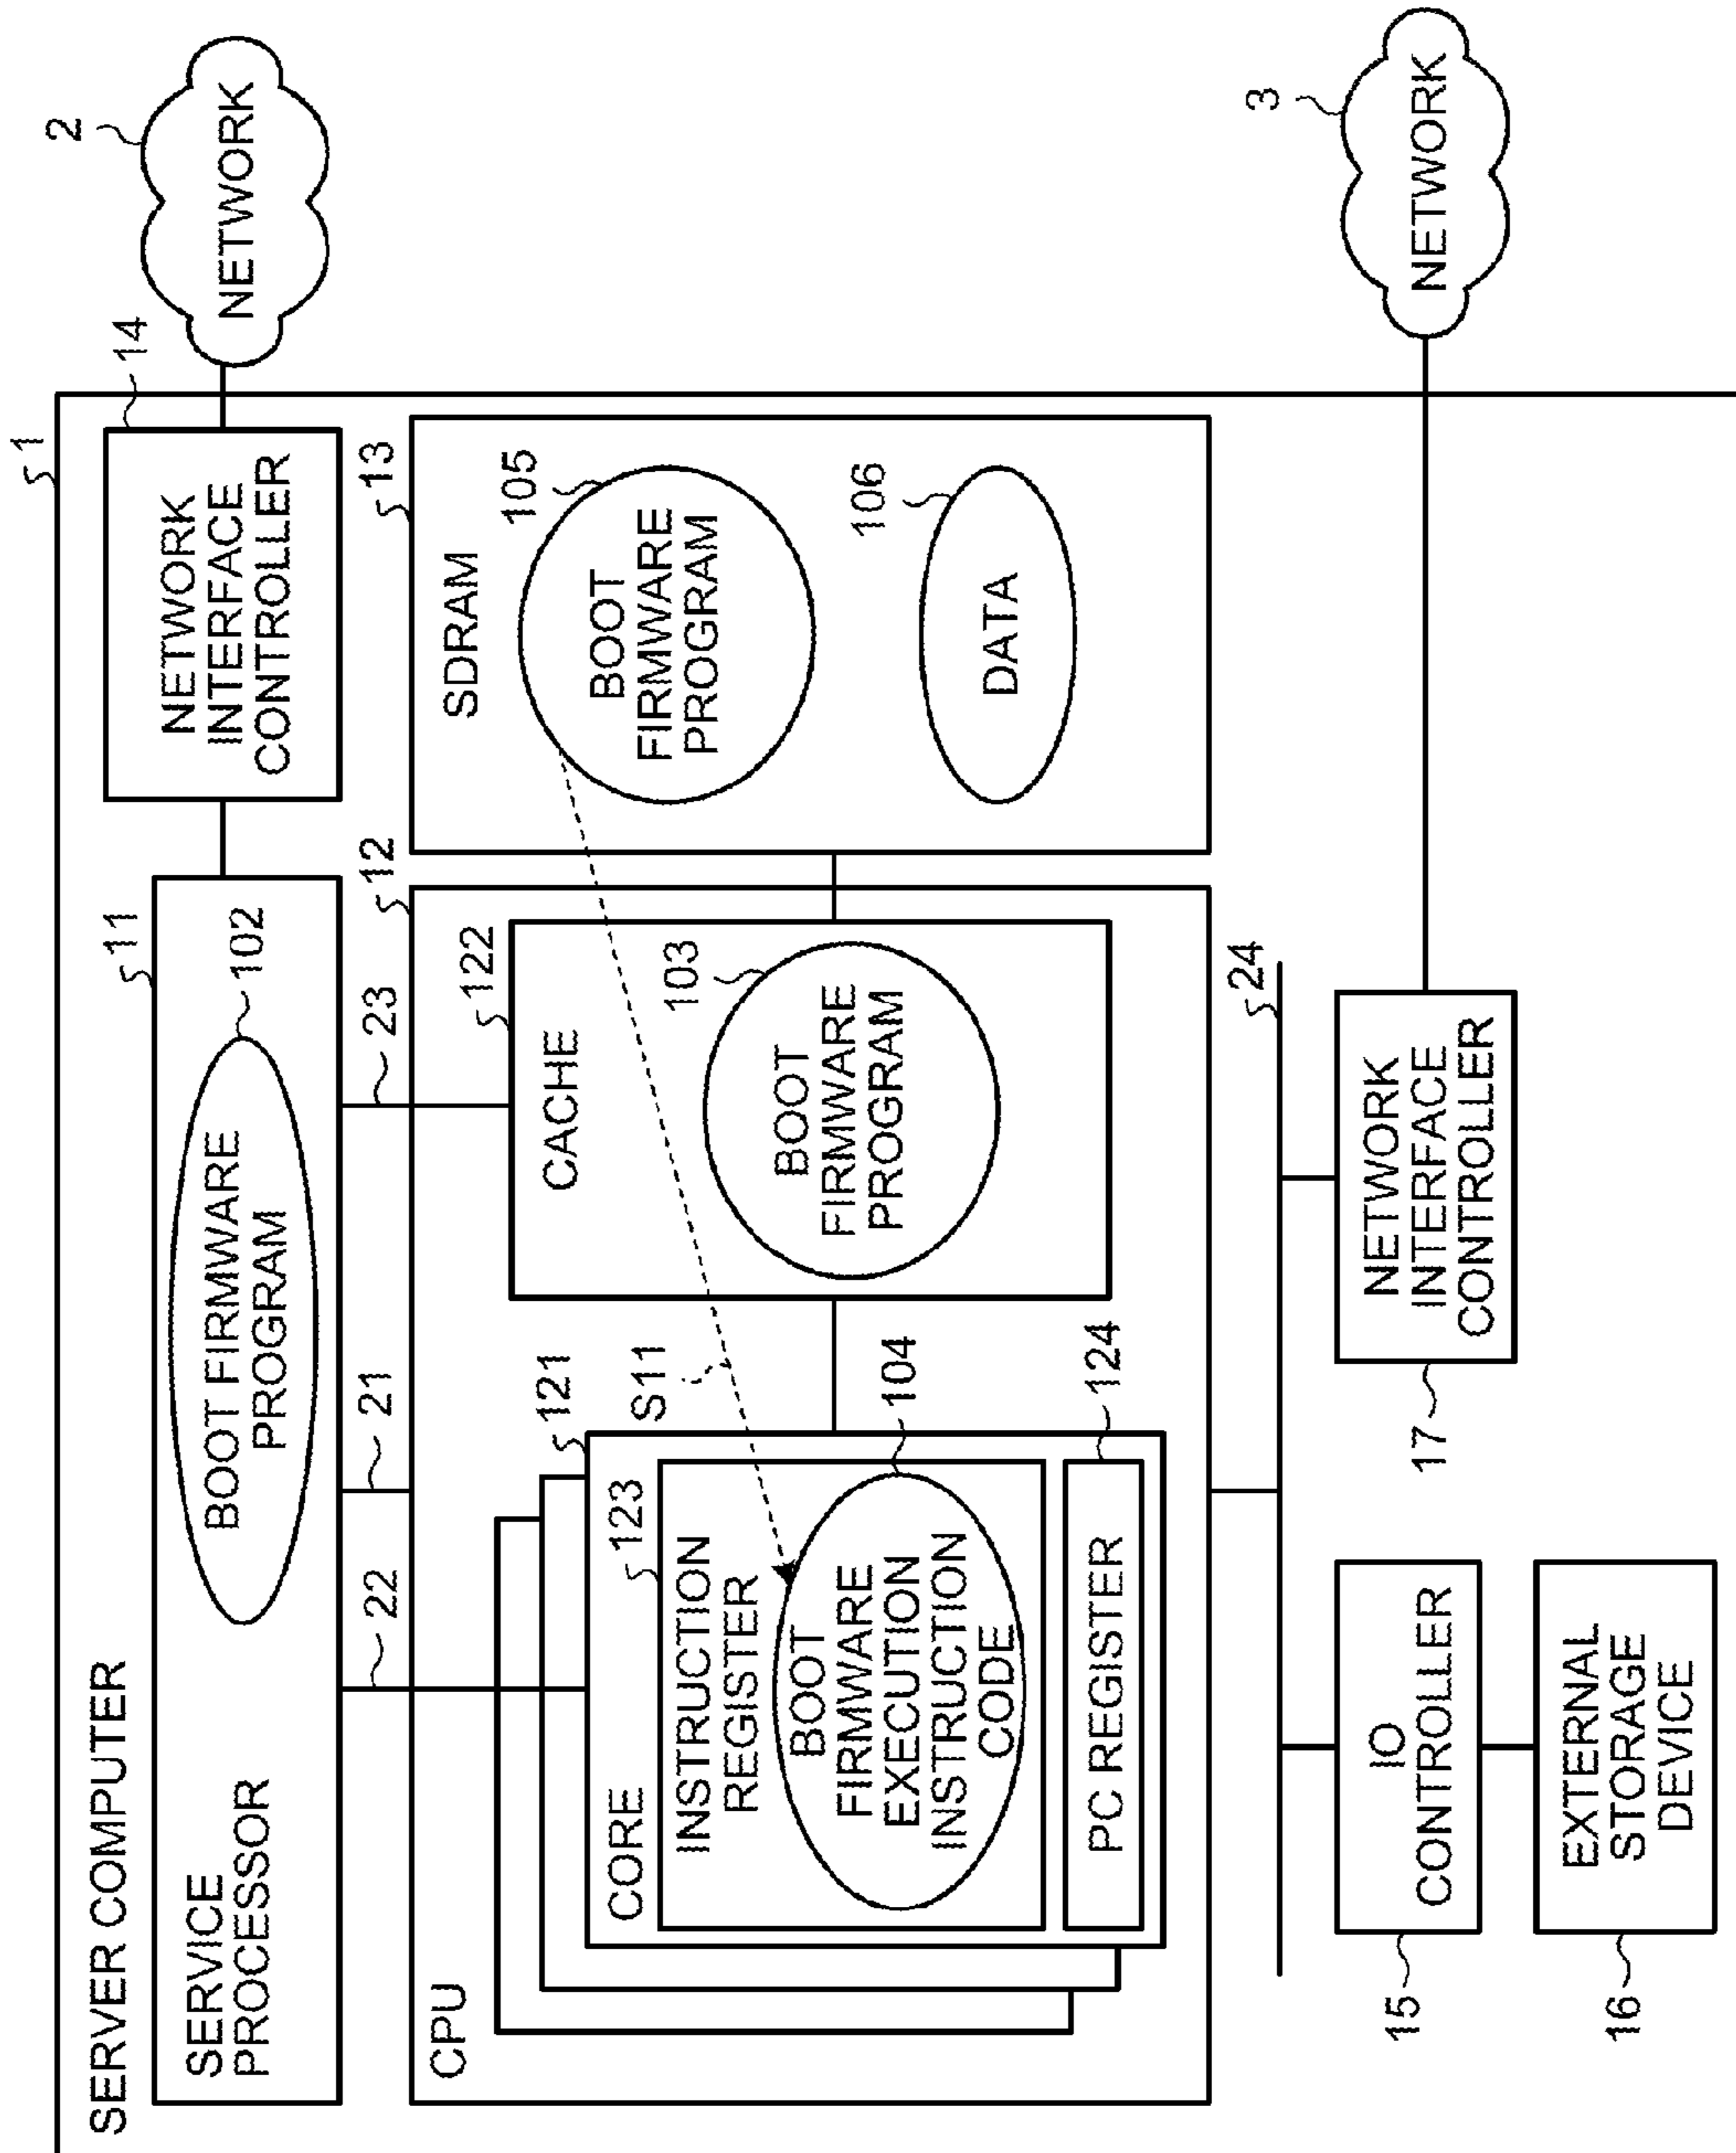 SERVER COMPUTER
1
SERVICE
PROCESSOR
BOOT FIRMWARE
PROGRAM
102
11
NETWORK
INTERFACE
CONTROLLER
14
NETWORK
2
22
21
23
CPU
12
CORE
121
INSTRUCTION
REGISTER
123
BOOT
FIRMWARE
EXECUTION
INSTRUCTION
CODE
104
PC REGISTER
124
S11
CACHE
122
BOOT
FIRMWARE
PROGRAM
103
SDRAM
13
BOOT
FIRMWARE
PROGRAM
105
DATA
106
24
IO
CONTROLLER
15
EXTERNAL
STORAGE
DEVICE
16
NETWORK
INTERFACE
CONTROLLER
17
NETWORK
3